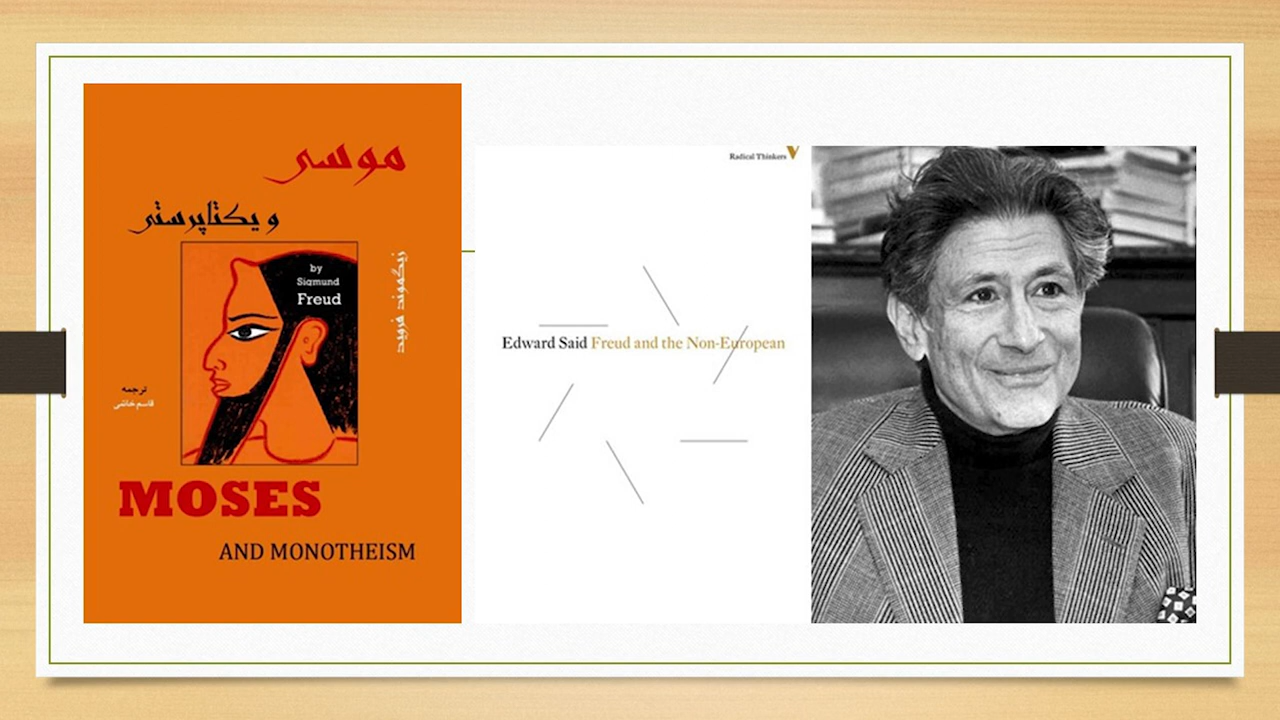 موسی
و یکتاپرستی
by
Sigmund
Freud
زیگموند فروید
ترجمه
قاسم خاتمی
MOSES
AND MONOTHEISM
Radical Thinkers V
Edward Said Freud and the Non-European